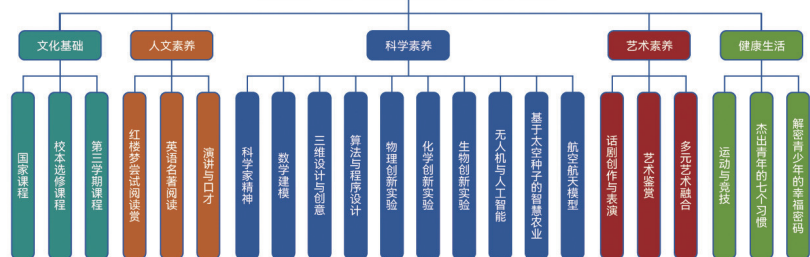 文化基础
人文素养
科学素养
艺术素养
健康生活
国家课程
校本选修课程
第三学期课程
红楼梦尝试阅读赏
英语名著阅读
演讲与口才
科学家精神
数学建模
三维设计与创意
算法与程序设计
物理创新实验
化学创新实验
生物创新实验
无人机与人工智能
基于太空种子的智慧农业
航空航天模型
话剧创作与表演
艺术鉴赏
多元艺术融合
运动与竞技
杰出青年的七个习惯
解密青少年的幸福密码